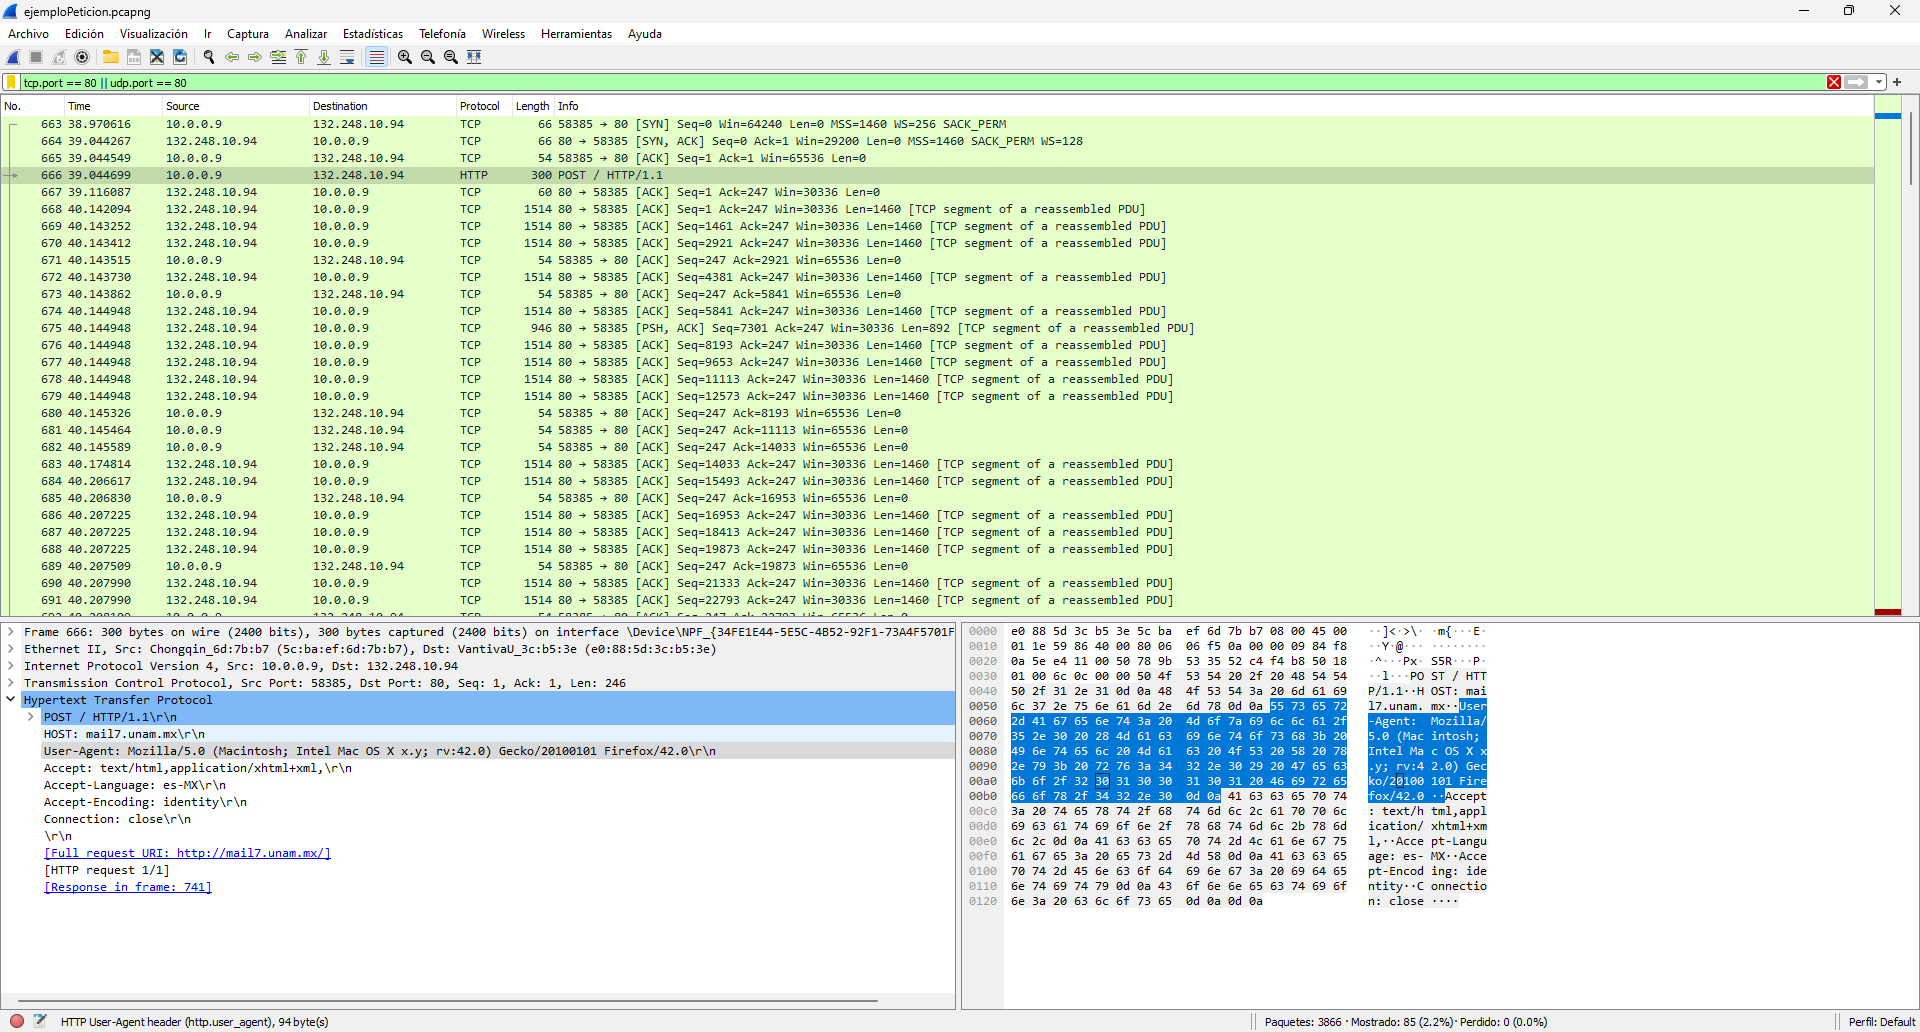 ejemploPeticion.pcapng
Archivo Edición Visualización Ir Captura Analizar Estadísticas Telefonía Wireless Herramientas Ayuda
tcp.port == 80 || udp.port == 80
No. Time Source Destination Protocol Length Info
663 38.970616 10.0.0.9 132.248.10.94 TCP 66 58385 → 80 [SYN] Seq=0 Win=64240 Len=0 MSS=1460 WS=256 SACK_PERM
664 39.044267 132.248.10.94 10.0.0.9 TCP 66 80 → 58385 [SYN, ACK] Seq=0 Ack=1 Win=29200 Len=0 MSS=1460 SACK_PERM WS=128
665 39.044549 10.0.0.9 132.248.10.94 TCP 54 58385 → 80 [ACK] Seq=1 Ack=1 Win=65536 Len=0
666 39.044699 10.0.0.9 132.248.10.94 HTTP 300 POST / HTTP/1.1
667 39.116087 132.248.10.94 10.0.0.9 TCP 60 80 → 58385 [ACK] Seq=1 Ack=247 Win=30336 Len=0
668 40.142094 132.248.10.94 10.0.0.9 TCP 1514 80 → 58385 [ACK] Seq=1 Ack=247 Win=30336 Len=1460 [TCP segment of a reassembled PDU]
669 40.143252 132.248.10.94 10.0.0.9 TCP 1514 80 → 58385 [ACK] Seq=1461 Ack=247 Win=30336 Len=1460 [TCP segment of a reassembled PDU]
670 40.143412 132.248.10.94 10.0.0.9 TCP 1514 80 → 58385 [ACK] Seq=2921 Ack=247 Win=30336 Len=1460 [TCP segment of a reassembled PDU]
671 40.143515 10.0.0.9 132.248.10.94 TCP 54 58385 → 80 [ACK] Seq=247 Ack=2921 Win=65536 Len=0
672 40.143730 132.248.10.94 10.0.0.9 TCP 1514 80 → 58385 [ACK] Seq=4381 Ack=247 Win=30336 Len=1460 [TCP segment of a reassembled PDU]
673 40.143862 10.0.0.9 132.248.10.94 TCP 54 58385 → 80 [ACK] Seq=247 Ack=5841 Win=65536 Len=0
674 40.144948 132.248.10.94 10.0.0.9 TCP 1514 80 → 58385 [ACK] Seq=5841 Ack=247 Win=30336 Len=1460 [TCP segment of a reassembled PDU]
675 40.144948 132.248.10.94 10.0.0.9 TCP 946 80 → 58385 [PSH, ACK] Seq=7301 Ack=247 Win=30336 Len=892 [TCP segment of a reassembled PDU]
676 40.144948 132.248.10.94 10.0.0.9 TCP 1514 80 → 58385 [ACK] Seq=8193 Ack=247 Win=30336 Len=1460 [TCP segment of a reassembled PDU]
677 40.144948 132.248.10.94 10.0.0.9 TCP 1514 80 → 58385 [ACK] Seq=9653 Ack=247 Win=30336 Len=1460 [TCP segment of a reassembled PDU]
678 40.144948 132.248.10.94 10.0.0.9 TCP 1514 80 → 58385 [ACK] Seq=11113 Ack=247 Win=30336 Len=1460 [TCP segment of a reassembled PDU]
679 40.144948 132.248.10.94 10.0.0.9 TCP 1514 80 → 58385 [ACK] Seq=12573 Ack=247 Win=30336 Len=1460 [TCP segment of a reassembled PDU]
680 40.145326 10.0.0.9 132.248.10.94 TCP 54 58385 → 80 [ACK] Seq=247 Ack=8193 Win=65536 Len=0
681 40.145464 10.0.0.9 132.248.10.94 TCP 54 58385 → 80 [ACK] Seq=247 Ack=11113 Win=65536 Len=0
682 40.145589 10.0.0.9 132.248.10.94 TCP 54 58385 → 80 [ACK] Seq=247 Ack=14033 Win=65536 Len=0
683 40.174814 132.248.10.94 10.0.0.9 TCP 1514 80 → 58385 [ACK] Seq=14033 Ack=247 Win=30336 Len=1460 [TCP segment of a reassembled PDU]
684 40.206617 132.248.10.94 10.0.0.9 TCP 1514 80 → 58385 [ACK] Seq=15493 Ack=247 Win=30336 Len=1460 [TCP segment of a reassembled PDU]
685 40.206830 10.0.0.9 132.248.10.94 TCP 54 58385 → 80 [ACK] Seq=247 Ack=16953 Win=65536 Len=0
686 40.207225 132.248.10.94 10.0.0.9 TCP 1514 80 → 58385 [ACK] Seq=16953 Ack=247 Win=30336 Len=1460 [TCP segment of a reassembled PDU]
687 40.207225 132.248.10.94 10.0.0.9 TCP 1514 80 → 58385 [ACK] Seq=18413 Ack=247 Win=30336 Len=1460 [TCP segment of a reassembled PDU]
688 40.207225 132.248.10.94 10.0.0.9 TCP 1514 80 → 58385 [ACK] Seq=19873 Ack=247 Win=30336 Len=1460 [TCP segment of a reassembled PDU]
689 40.207509 10.0.0.9 132.248.10.94 TCP 54 58385 → 80 [ACK] Seq=247 Ack=19873 Win=65536 Len=0
690 40.207990 132.248.10.94 10.0.0.9 TCP 1514 80 → 58385 [ACK] Seq=21333 Ack=247 Win=30336 Len=1460 [TCP segment of a reassembled PDU]
691 40.207990 132.248.10.94 10.0.0.9 TCP 1514 80 → 58385 [ACK] Seq=22793 Ack=247 Win=30336 Len=1460 [TCP segment of a reassembled PDU]
Frame 666: 300 bytes on wire (2400 bits), 300 bytes captured (2400 bits) on interface \Device\NPF_{34FE1E44-5E5C-4B52-92F1-73A4F5701F
Ethernet II, Src: Chongqin_6d:7b:b7 (5c:ba:ef:6d:7b:b7), Dst: VantivaU_3c:b5:3e (e0:88:5d:3c:b5:3e)
Internet Protocol Version 4, Src: 10.0.0.9, Dst: 132.248.10.94
Transmission Control Protocol, Src Port: 58385, Dst Port: 80, Seq: 1, Ack: 1, Len: 246
Hypertext Transfer Protocol
POST / HTTP/1.1\r\n
HOST: mail7.unam.mx\r\n
User-Agent: Mozilla/5.0 (Macintosh; Intel Mac OS X x.y; rv:42.0) Gecko/20100101 Firefox/42.0\r\n
Accept: text/html,application/xhtml+xml,\r\n
Accept-Language: es-MX\r\n
Accept-Encoding: identity\r\n
Connection: close\r\n
\r\n
[Full request URI: http://mail7.unam.mx/]
[HTTP request 1/1]
[Response in frame: 741]
0000 e0 88 5d 3c b5 3e 5c ba ef 6d 7b b7 08 00 45 00 ··]<·>\· ·m{···E·
0010 01 1e 59 86 40 00 80 06 06 f5 0a 00 00 09 84 f8 ··Y·@··· ········
0020 0a 5e e4 11 00 50 78 9b 53 35 52 c4 f4 b8 50 18 ·^···Px· S5R···P·
0030 01 00 6c 0c 00 00 50 4f 53 54 20 2f 20 48 54 54 ··l···PO ST / HTT
0040 50 2f 31 2e 31 0d 0a 48 4f 53 54 3a 20 6d 61 69 P/1.1··H OST: mai
0050 6c 37 2e 75 6e 61 6d 2e 6d 78 0d 0a 55 73 65 72 l7.unam. mx··User
0060 2d 41 67 65 6e 74 3a 20 4d 6f 7a 69 6c 6c 61 2f -Agent: Mozilla/
0070 35 2e 30 20 28 4d 61 63 69 6e 74 6f 73 68 3b 20 5.0 (Mac intosh;
0080 49 6e 74 65 6c 20 4d 61 63 20 4f 53 20 58 20 78 Intel Ma c OS X x
0090 2e 79 3b 20 72 76 3a 34 32 2e 30 29 20 47 65 63 .y; rv:4 2.0) Gec
00a0 6b 6f 2f 32 30 31 30 30 31 30 31 20 46 69 72 65 ko/20100 101 Fire
00b0 66 6f 78 2f 34 32 2e 30 0d 0a 41 63 63 65 70 74 fox/42.0 ··Accept
00c0 3a 20 74 65 78 74 2f 68 74 6d 6c 2c 61 70 70 6c : text/h tml,appl
00d0 69 63 61 74 69 6f 6e 2f 78 68 74 6d 6c 2b 78 6d ication/ xhtml+xm
00e0 6c 2c 0d 0a 41 63 63 65 70 74 2d 4c 61 6e 67 75 l,··Acce pt-Langu
00f0 61 67 65 3a 20 65 73 2d 4d 58 0d 0a 41 63 63 65 age: es- MX··Acce
0100 70 74 2d 45 6e 63 6f 64 69 6e 67 3a 20 69 64 65 pt-Encod ing: ide
0110 6e 74 69 74 79 0d 0a 43 6f 6e 6e 65 63 74 69 6f ntity··C onnectio
0120 6e 3a 20 63 6c 6f 73 65 0d 0a 0d 0a n: close ····
HTTP User-Agent header (http.user_agent), 94 byte(s)
Paquetes: 3866 · Mostrado: 85 (2.2%) · Perdido: 0 (0.0%)
Perfil: Default